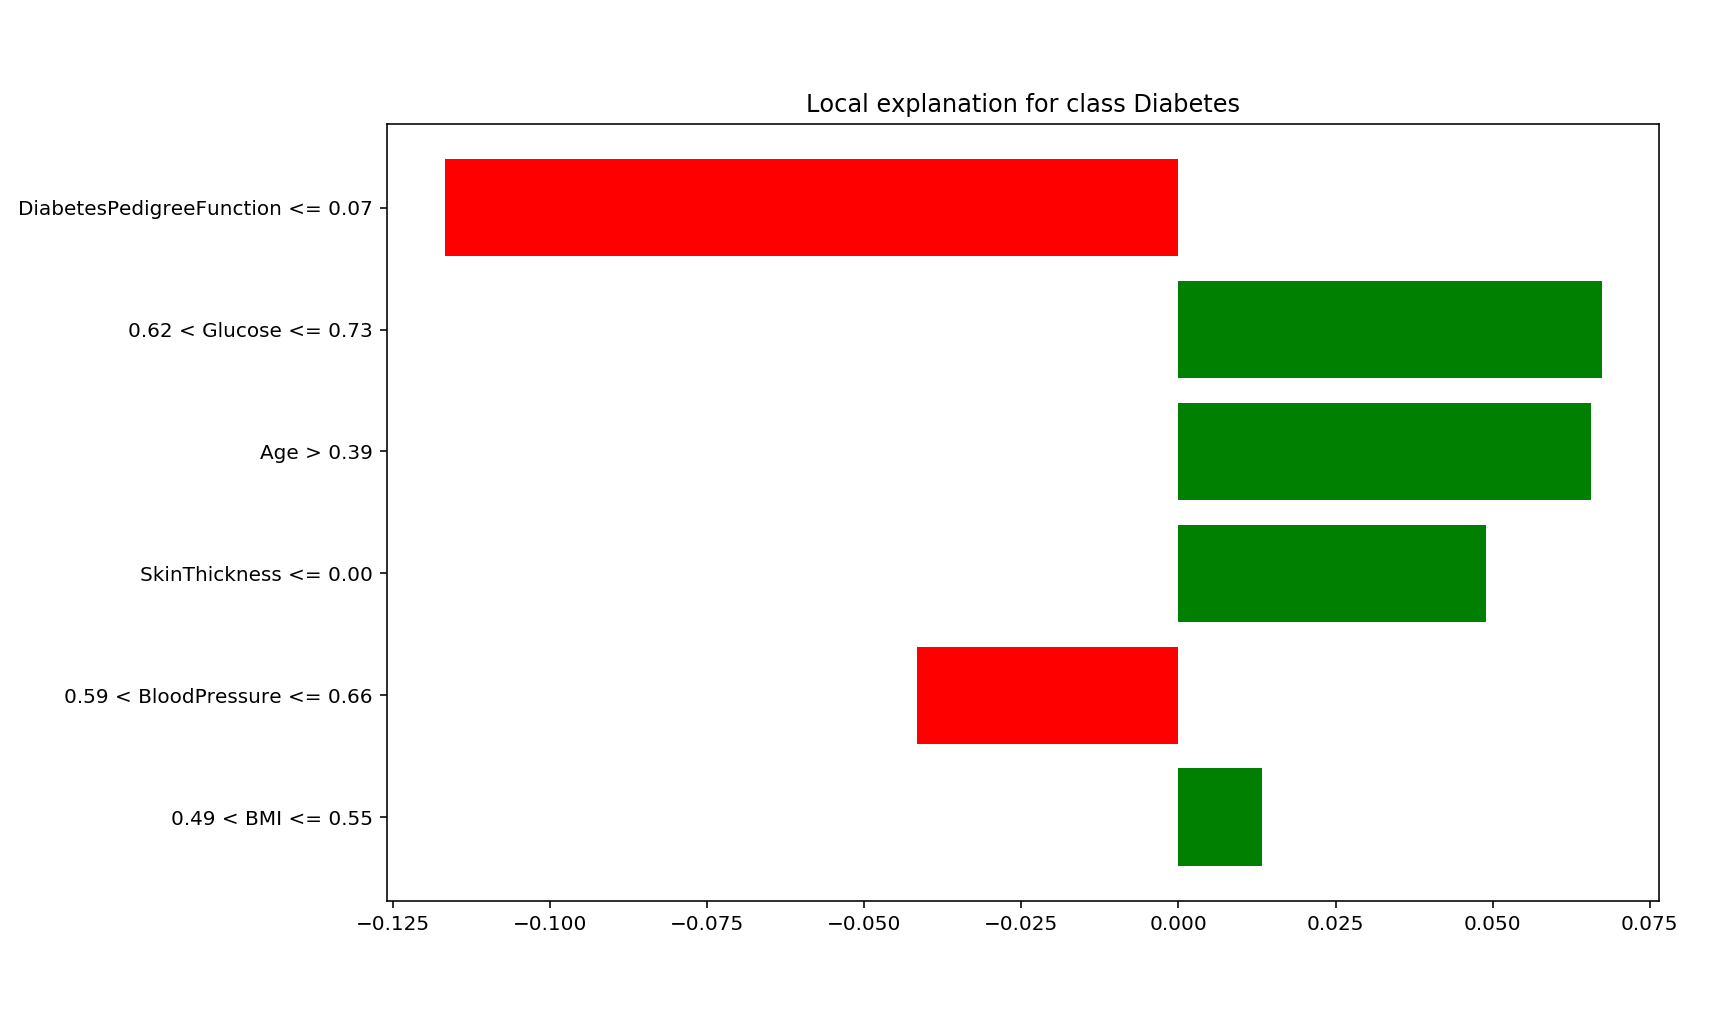 Local explanation for class Diabetes
DiabetesPedigreeFunction <= 0.07
0.62 < Glucose <= 0.73
Age > 0.39
SkinThickness <= 0.00
0.59 < BloodPressure <= 0.66
0.49 < BMI <= 0.55
−0.125 −0.100 −0.075 −0.050 −0.025 0.000 0.025 0.050 0.075